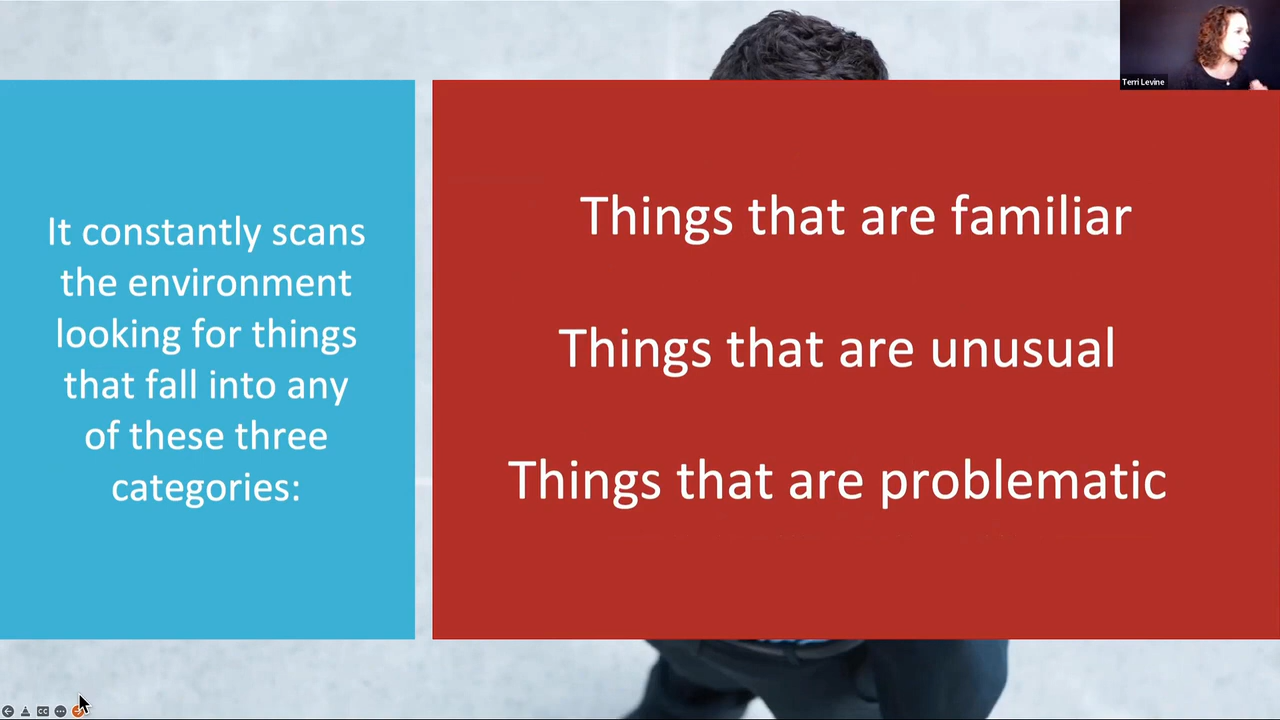 It constantly scans
the environment
looking for things
that fall into any
of these three
categories:
Things that are familiar
Things that are unusual
Things that are problematic
Terri Levine
CC